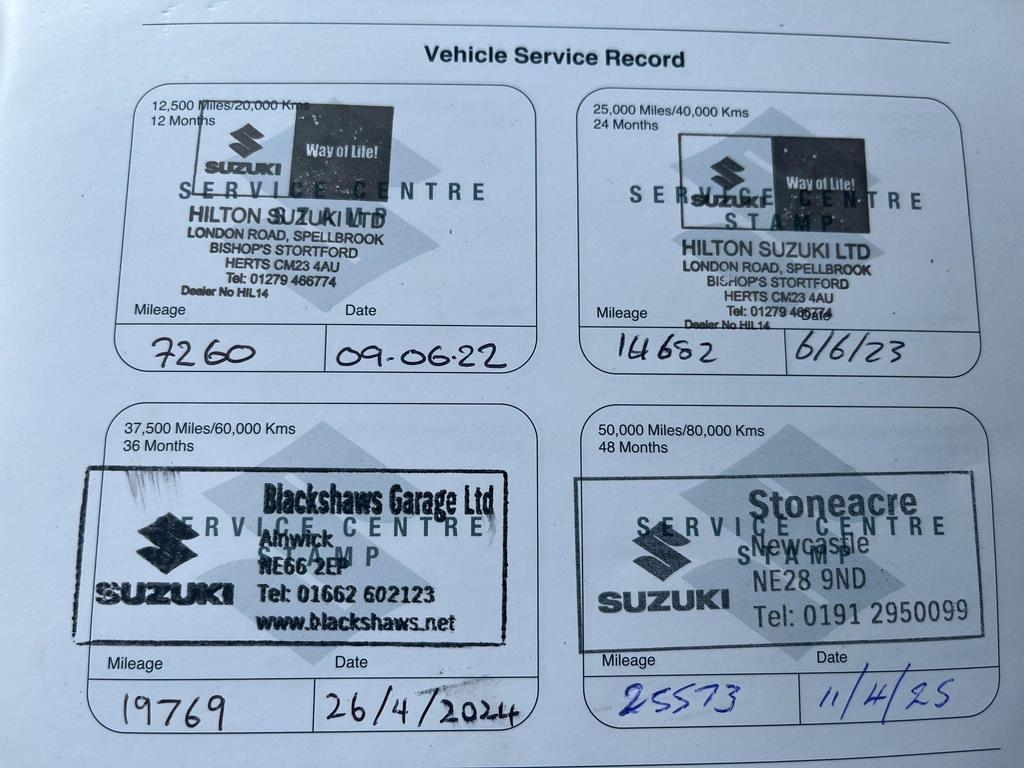 Vehicle Service Record
12,500 Miles/20,000 Kms
12 Months
SUZUKI
Way of Life!
SERVICE CENTRE
STAMP
HILTON SUZUKI LTD
LONDON ROAD, SPELLBROOK
BISHOP'S STORTFORD
HERTS CM23 4AU
Tel: 01279 466774
Dealer No HIL14
Mileage
Date
7260
09-06-22
25,000 Miles/40,000 Kms
24 Months
SUZUKI
Way of Life!
SERVICE CENTRE
STAMP
HILTON SUZUKI LTD
LONDON ROAD, SPELLBROOK
BISHOP'S STORTFORD
HERTS CM23 4AU
Tel: 01279 466774
Dealer No HIL14
Mileage
Date
14682
6/6/23
37,500 Miles/60,000 Kms
36 Months
SUZUKI
SERVICE CENTRE
STAMP
Blackshaws Garage Ltd
Alnwick
NE66 2EP
Tel: 01662 602123
www.blackshaws.net
Mileage
Date
19769
26/4/2024
50,000 Miles/80,000 Kms
48 Months
SUZUKI
SERVICE CENTRE
STAMP
Stoneacre
Newcastle
NE28 9ND
Tel: 0191 2950099
Mileage
Date
25573
11/4/25